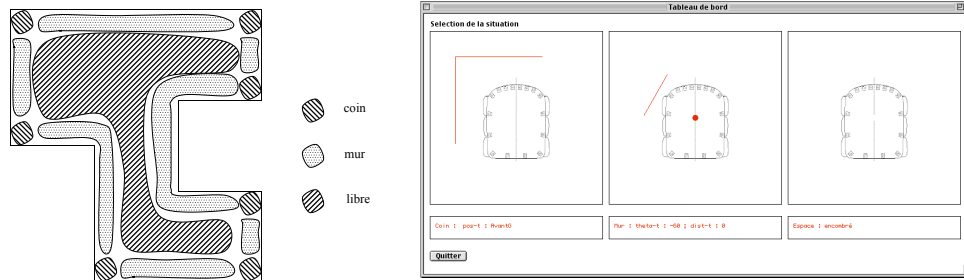 coin
mur
libre
Tableau de bord
Selection de la situation
Coin : pos-t : Avant0
Mur : theta-t : -60 ; dist-t : 0
Espace : encombré
Quitter